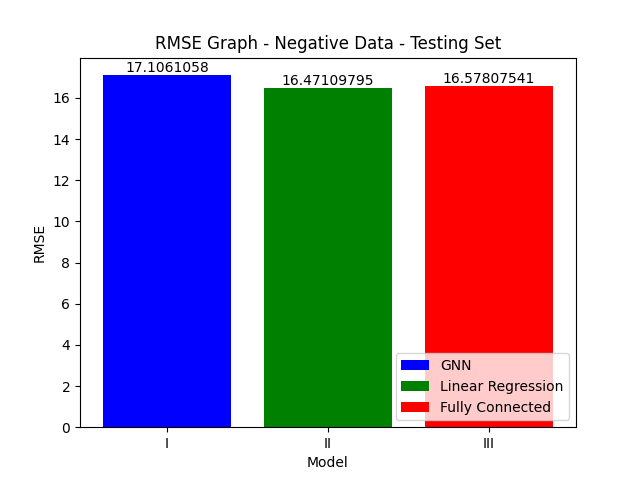 RMSE Graph - Negative Data - Testing Set
17.1061058
16.47109795
16.57807541
16
14
12
10
8
6
4
2
0
RMSE
GNN
Linear Regression
Fully Connected
I
II
III
Model